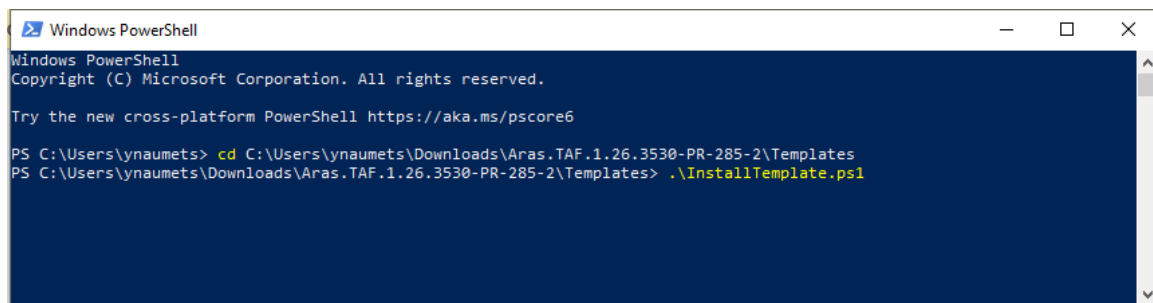 Windows PowerShell
Windows PowerShell
Copyright (C) Microsoft Corporation. All rights reserved.
Try the new cross-platform PowerShell https://aka.ms/pscore6
PS C:\Users\ynaumets> cd C:\Users\ynaumets\Downloads\Aras.TAF.1.26.3530-PR-285-2\Templates
PS C:\Users\ynaumets\Downloads\Aras.TAF.1.26.3530-PR-285-2\Templates> .\InstallTemplate.ps1